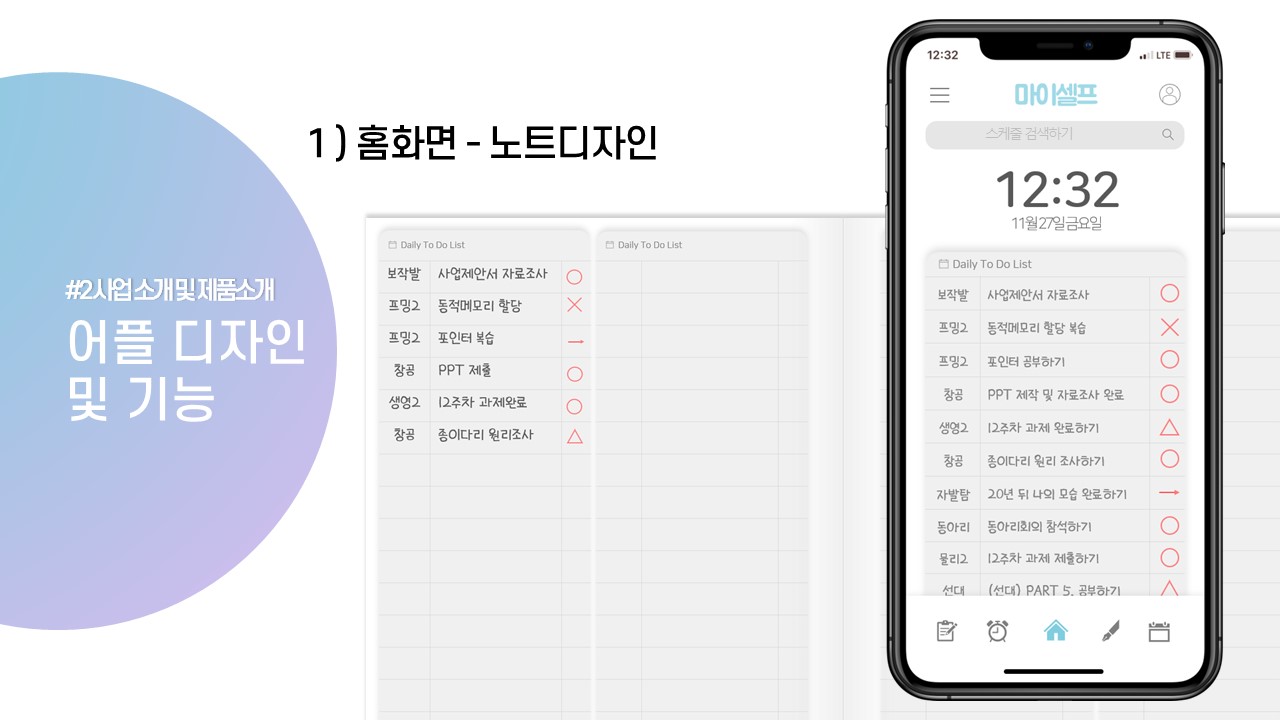 #2사업 소개 및 제품소개
어플 디자인
및 기능
1) 홈화면 - 노트디자인
Daily To Do List
보작발 사업제안서 자료조사
프밍2 동적메모리 할당
프밍2 포인터 복습
창공 PPT 제출
생영2 12주차 과제완료
창공 종이다리 원리조사
Daily To Do List
12:32 LTE
마이셀프
스케줄 검색하기
12:32
11월27일금요일
Daily To Do List
보작발 사업제안서 자료조사
프밍2 동적메모리 할당 복습
프밍2 포인터 공부하기
창공 PPT 제작 및 자료조사 완료
생영2 12주차 과제 완료하기
창공 종이다리 원리 조사하기
자발탐 20년 뒤 나의 모습 완료하기
동아리 동아리회의 참석하기
물리2 12주차 과제 제출하기
선대 (선대) PART 5. 공부하기